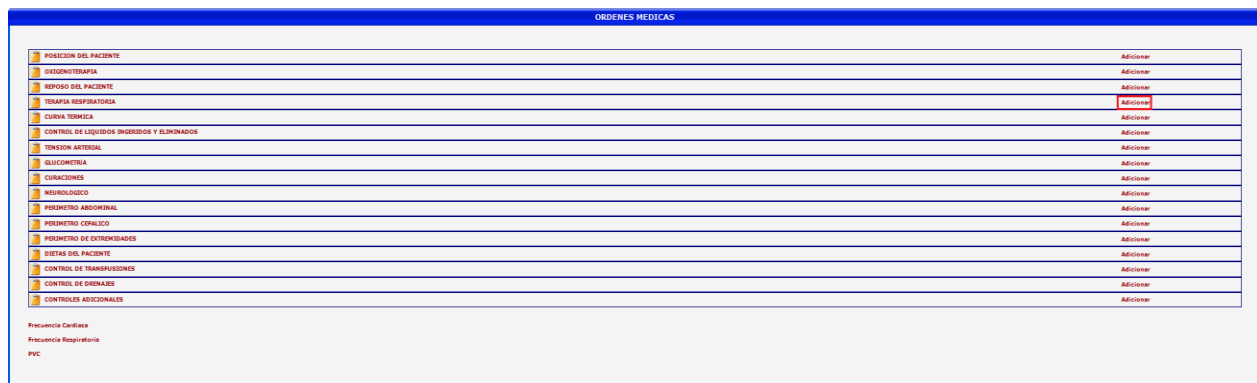 ORDENES MEDICAS
POSICION DEL PACIENTE Adicionar
OXIGENOTERAPIA Adicionar
REPOSO DEL PACIENTE Adicionar
TERAPIA RESPIRATORIA Adicionar
CURVA TERMICA Adicionar
CONTROL DE LIQUIDOS INGERIDOS Y ELIMINADOS Adicionar
TENSION ARTERIAL Adicionar
GLUCOMETRíA Adicionar
CURACIONES Adicionar
NEUROLOGICO Adicionar
PERIMETRO ABDOMINAL Adicionar
PERIMETRO CEFALICO Adicionar
PERIMETRO DE EXTREMIDADES Adicionar
DIETAS DEL PACIENTE Adicionar
CONTROL DE TRANSFUSIONES Adicionar
CONTROL DE DRENAJES Adicionar
CONTROLES ADICIONALES Adicionar
Frecuencia Cardiaca
Frecuencia Respiratoria
PVC